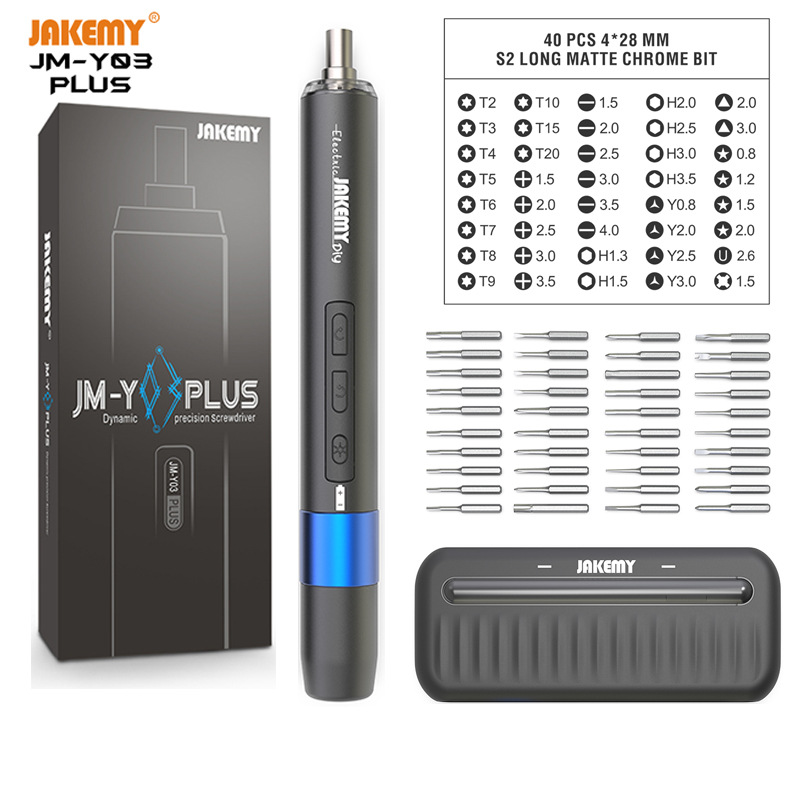 JAKEMY®
JM-Y03
PLUS
JAKEMY
JAKEMY®
JM-Y03 PLUS
Dynamic precision Screwdriver
JM-Y03 PLUS
Electric JAKEMY Diy
40 PCS 4*28 MM
S2 LONG MATTE CHROME BIT
T2 T10 1.5 H2.0 2.0
T3 T15 2.0 H2.5 3.0
T4 T20 2.5 H3.0 0.8
T5 1.5 3.0 H3.5 1.2
T6 2.0 3.5 Y0.8 1.5
T7 2.5 4.0 Y2.0 2.0
T8 3.0 H1.3 Y2.5 U 2.6
T9 3.5 H1.5 Y3.0 1.5
JAKEMY